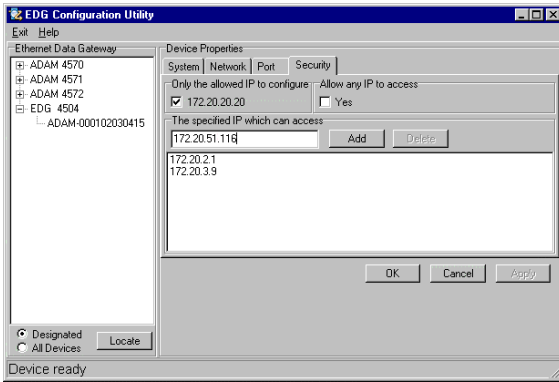 EDG Configuration Utility
Exit Help
Ethernet Data Gateway
ADAM 4570
ADAM 4571
ADAM 4572
EDG 4504
ADAM-000102030415
Designated
All Devices
Locate
Device Properties
System Network Port Security
Only the allowed IP to configure
172.20.20.20
Allow any IP to access
Yes
The specified IP which can access
172.20.51.116
Add
Delete
172.20.2.1
172.20.3.9
OK
Cancel
Apply
Device ready